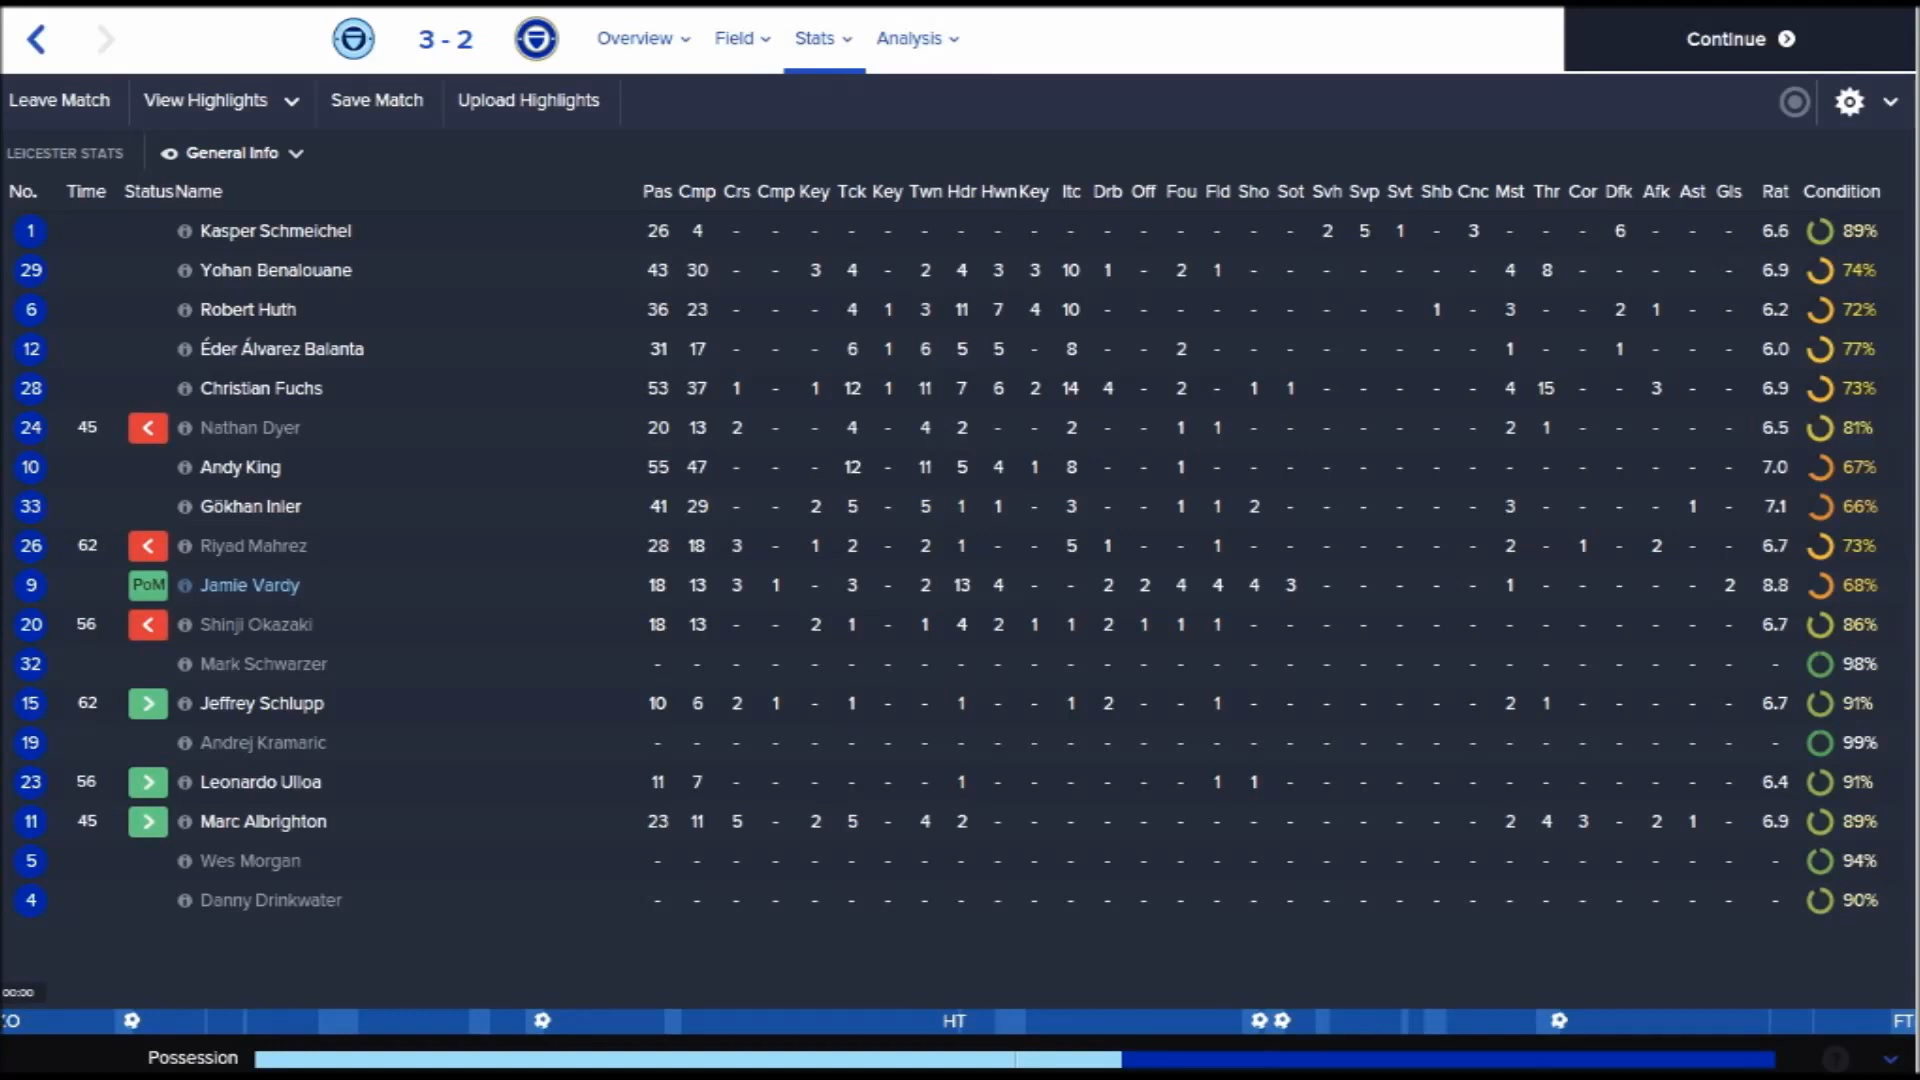 3 - 2 Overview Field Stats Analysis Continue
Leave Match View Highlights Save Match Upload Highlights
LEICESTER STATS General Info
No. Time Status Name Pas Cmp Crs Cmp Key Tck Key Twn Hdr Hwn Key Itc Drb Off Fou Fld Sho Sot Svh Svp Svt Shb Cnc Mst Thr Cor Dfk Afk Ast Gls Rat Condition
1 Kasper Schmeichel 26 4 - - - - - - - - - - - - - - - - 2 5 1 - 3 - - - 6 - - - 6.6 89%
29 Yohan Benalouane 43 30 - - 3 4 - 2 4 3 3 10 1 - 2 1 - - - - - - - 4 8 - - - - - 6.9 74%
6 Robert Huth 36 23 - - - 4 1 3 11 7 4 10 - - - - - - - - - 1 - 3 - - 2 1 - - 6.2 72%
12 Éder Álvarez Balanta 31 17 - - - 6 1 6 5 5 - 8 - - 2 - - - - - - - - 1 - - 1 - - - 6.0 77%
28 Christian Fuchs 53 37 1 - 1 12 1 11 7 6 2 14 4 - 2 - 1 1 - - - - - 4 15 - - 3 - - 6.9 73%
24 45 Nathan Dyer 20 13 2 - - 4 - 4 2 - - 2 - - 1 1 - - - - - - - 2 1 - - - - - 6.5 81%
10 Andy King 55 47 - - - 12 - 11 5 4 1 8 - - 1 - - - - - - - - - - - - - - - 7.0 67%
33 Gökhan Inler 41 29 - - 2 5 - 5 1 1 - 3 - - 1 1 2 - - - - - - 3 - - - - 1 - 7.1 66%
26 62 Riyad Mahrez 28 18 3 - 1 2 - 2 1 - - 5 1 - - 1 - - - - - - - 2 - 1 - 2 - - 6.7 73%
9 PoM Jamie Vardy 18 13 3 1 - 3 - 2 13 4 - - 2 2 4 4 4 3 - - - - - 1 - - - - - 2 8.8 68%
20 56 Shinji Okazaki 18 13 - - 2 1 - 1 4 2 1 1 2 1 1 1 - - - - - - - - - - - - - - 6.7 86%
32 Mark Schwarzer - - - - - - - - - - - - - - - - - - - - - - - - - - - - - - - 98%
15 62 Jeffrey Schlupp 10 6 2 1 - 1 - - 1 - - 1 2 - - 1 - - - - - - - 2 1 - - - - - 6.7 91%
19 Andrej Kramaric - - - - - - - - - - - - - - - - - - - - - - - - - - - - - - - 99%
23 56 Leonardo Ulloa 11 7 - - - - - - 1 - - - - - - 1 1 - - - - - - - - - - - - - 6.4 91%
11 45 Marc Albrighton 23 11 5 - 2 5 - 4 2 - - - - - - - - - - - - - - 2 4 3 - 2 1 - 6.9 89%
5 Wes Morgan - - - - - - - - - - - - - - - - - - - - - - - - - - - - - - - 94%
4 Danny Drinkwater - - - - - - - - - - - - - - - - - - - - - - - - - - - - - - - 90%
00:00
KO HT FT
Possession